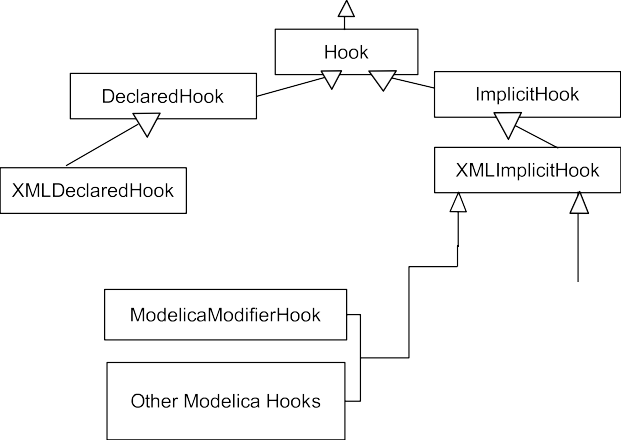 Hook
DeclaredHook
ImplicitHook
XMLDeclaredHook
XMLImplicitHook
ModelicaModifierHook
Other Modelica Hooks